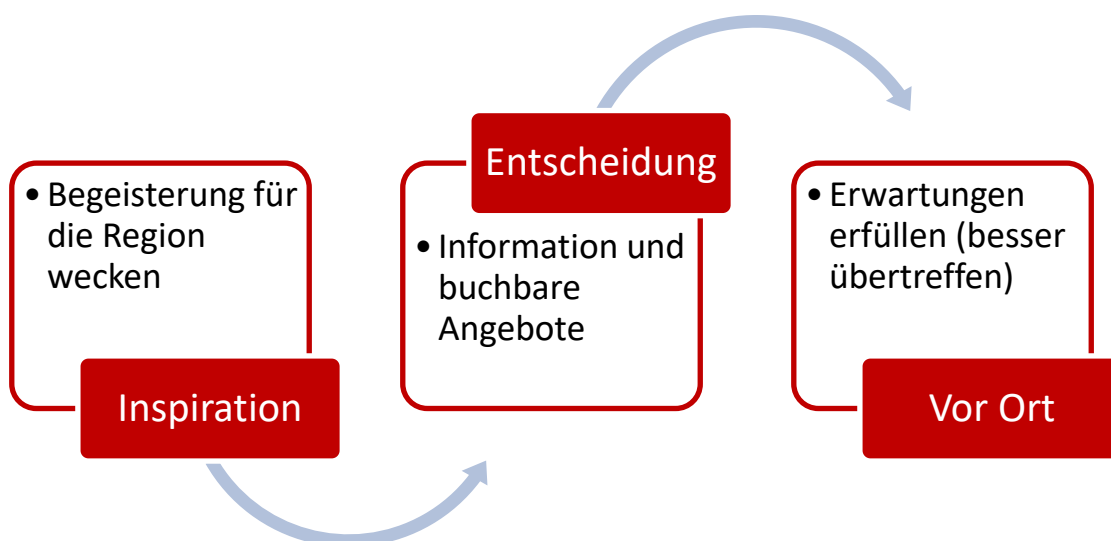 • Begeisterung für
die Region
wecken
Inspiration
Entscheidung
• Information und
buchbare
Angebote
• Erwartungen
erfüllen (besser
übertreffen)
Vor Ort